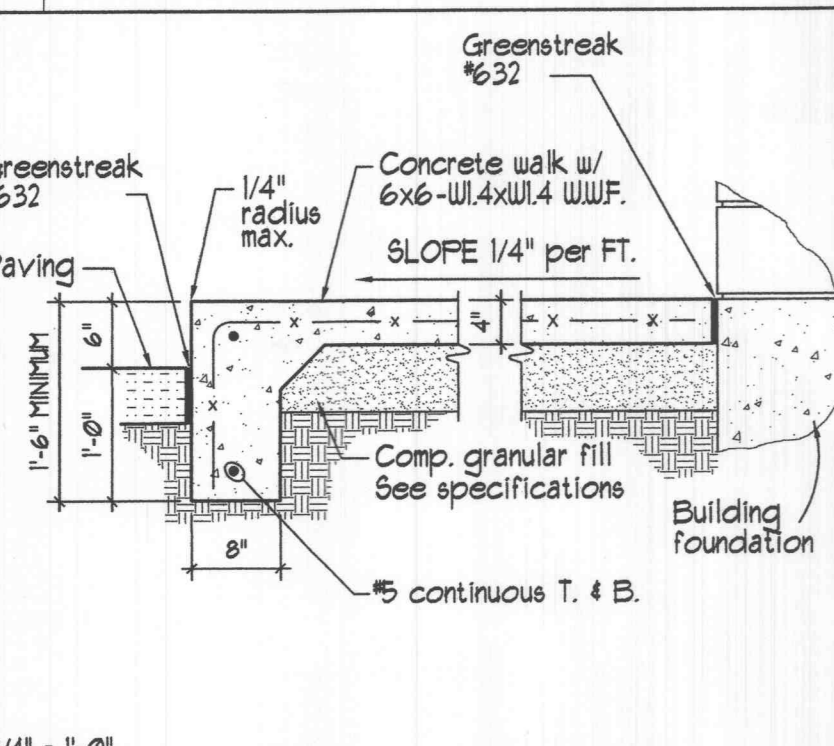 Greenstreak
#632
reenstreak
632
1/4"
radius
max.
Concrete walk w/
6x6-W1.4xW1.4 W.W.F.
SLOPE 1/4" per FT.
Paving
6"
4"
1'-6" MINIMUM
1'-0"
x x x x
x
Comp. granular fill
See specifications
Building
foundation
8"
#5 continuous T. & B.